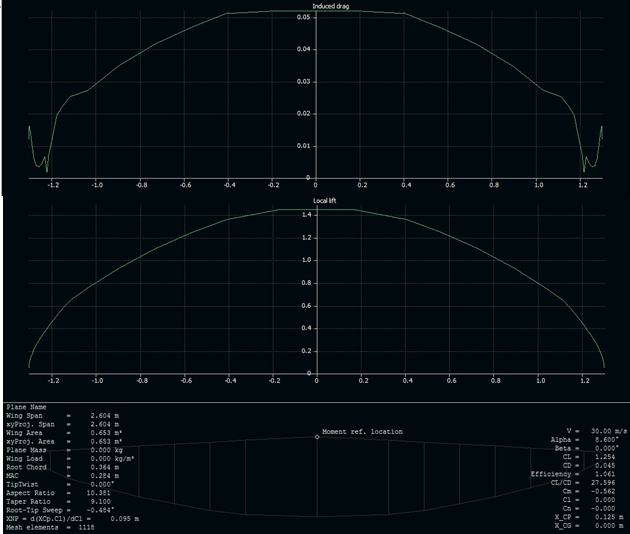 Induced drag
0.05
0.04
0.03
0.02
0.01
0
-1.2 -1.0 -0.8 -0.6 -0.4 -0.2 0 0.2 0.4 0.6 0.8 1.0 1.2
Local lift
1.4
1.2
1.0
0.8
0.6
0.4
0.2
0
-1.2 -1.0 -0.8 -0.6 -0.4 -0.2 0 0.2 0.4 0.6 0.8 1.0 1.2
Plane Name
Wing Span = 2.604 m
xyProj. Span = 2.604 m
Wing Area = 0.653 m²
xyProj. Area = 0.653 m²
Plane Mass = 0.000 kg
Wing Load = 0.000 kg/m²
Root Chord = 0.364 m
MAC = 0.284 m
TipTwist = 0.000°
Aspect Ratio = 10.381
Taper Ratio = 9.100
Root-Tip Sweep = -0.484°
XNP = d(XCp.Cl)/dCl = 0.095 m
Mesh elements = 1118
Moment ref. location
V = 30.00 m/s
Alpha = 8.600°
Beta = 0.000°
CL = 1.254
CD = 0.045
Efficiency = 1.061
CL/CD = 27.596
Cm = -0.562
Cl = 0.000
Cn = -0.000
X_CP = 0.125 m
X_CG = 0.000 m